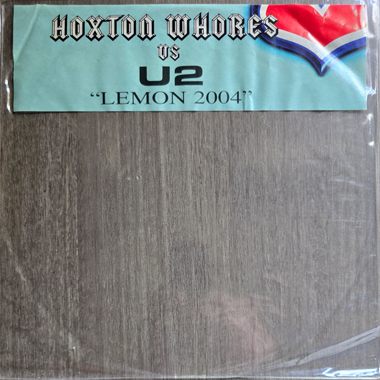 HOXTON WHORES
VS
U2
“LEMON 2004”